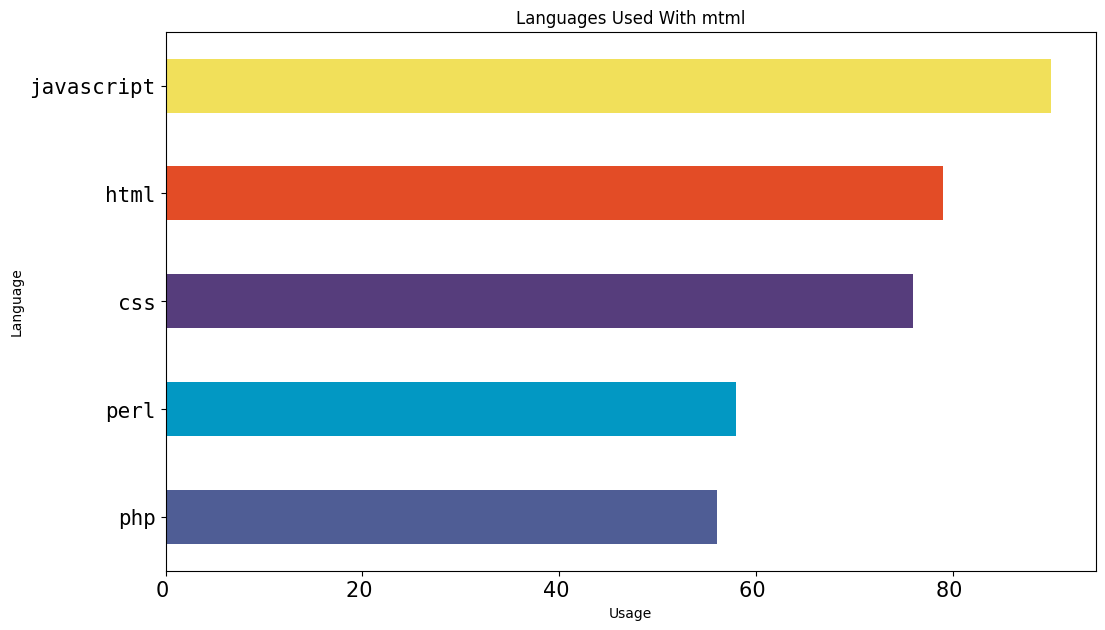 Languages Used With mtml
javascript
html
css
perl
php
Language
0 20 40 60 80
Usage